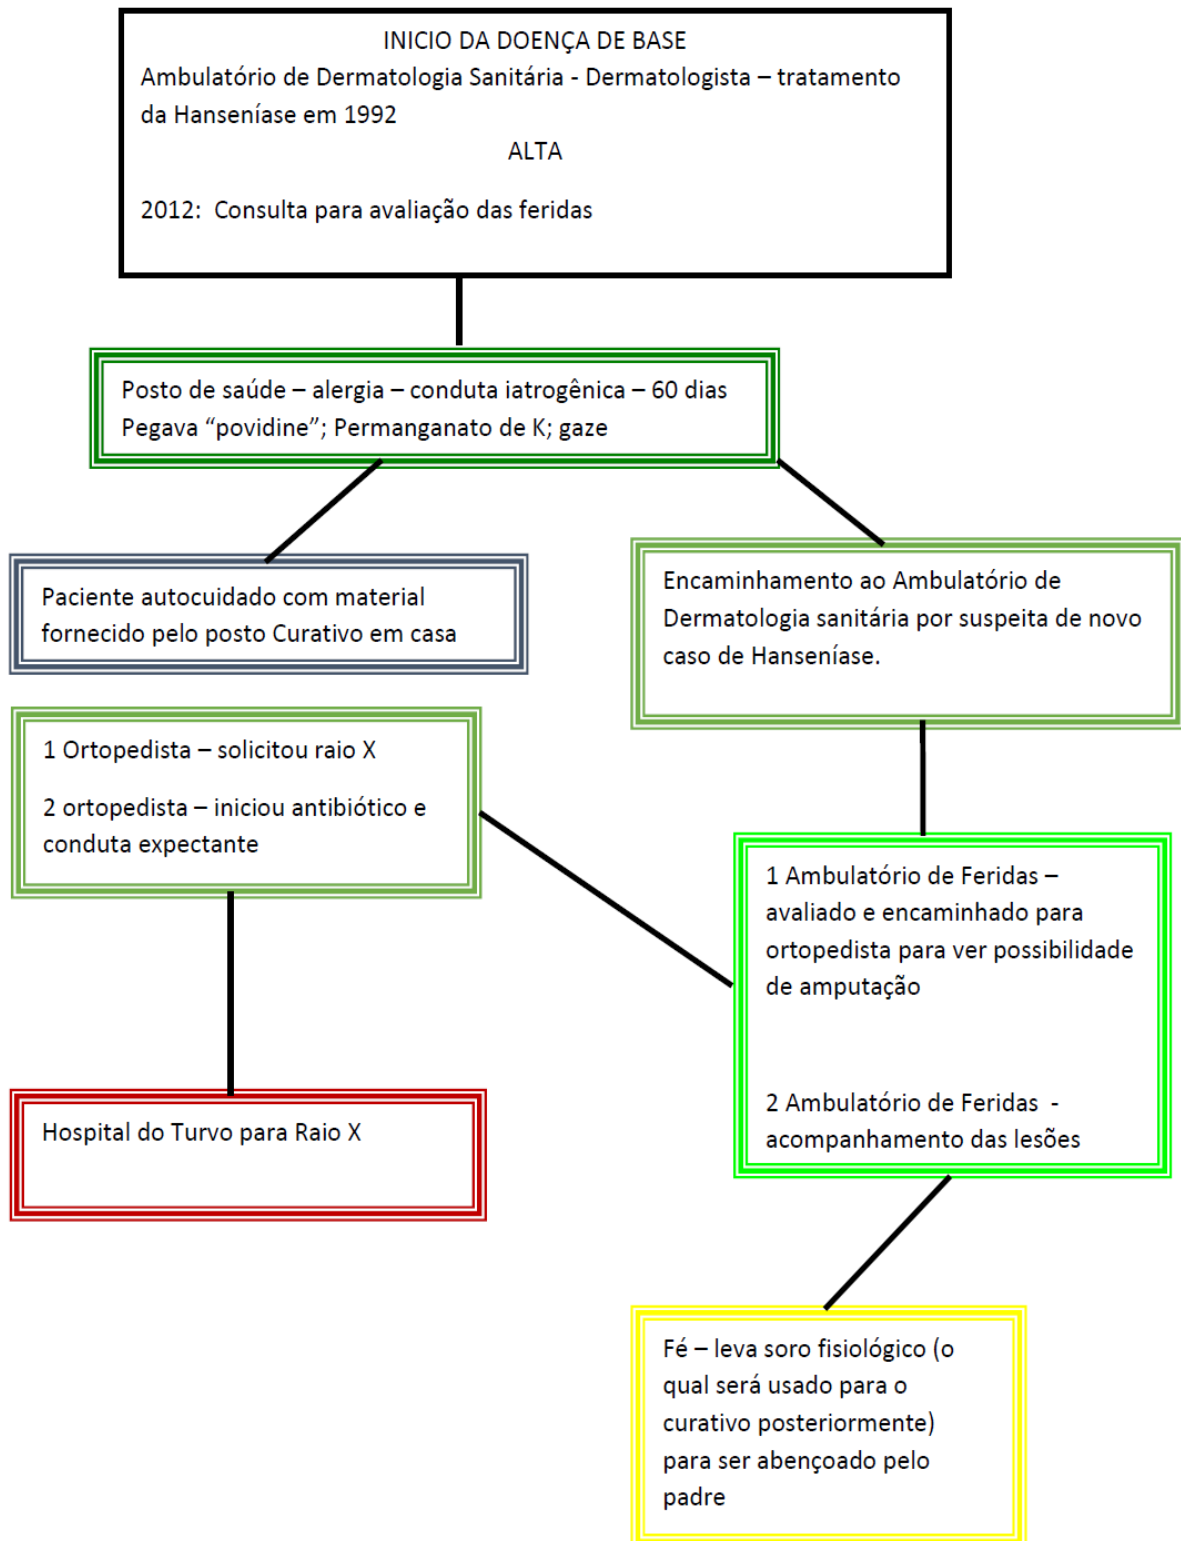 INICIO DA DOENÇA DE BASE
Ambulatório de Dermatologia Sanitária - Dermatologista – tratamento
da Hanseníase em 1992
ALTA
2012:  Consulta para avaliação das feridas
Posto de saúde – alergia – conduta iatrogênica – 60 dias
Pegava “povidine”; Permanganato de K; gaze
Paciente autocuidado com material
fornecido pelo posto Curativo em casa
Encaminhamento ao Ambulatório de
Dermatologia sanitária por suspeita de novo
caso de Hanseníase.
1 Ortopedista – solicitou raio X
2 ortopedista – iniciou antibiótico e
conduta expectante
1 Ambulatório de Feridas –
avaliado e encaminhado para
ortopedista para ver possibilidade
de amputação
2 Ambulatório de Feridas  -
acompanhamento das lesões
Hospital do Turvo para Raio X
Fé – leva soro fisiológico (o
qual será usado para o
curativo posteriormente)
para ser abençoado pelo
padre